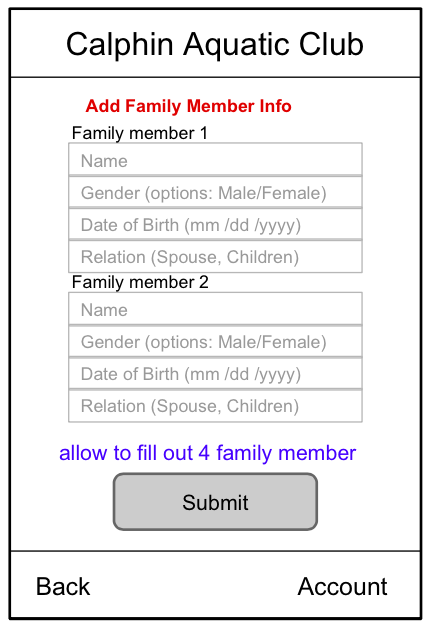 Calphin Aquatic Club
Add Family Member Info
Family member 1
Name
Gender (options: Male/Female)
Date of Birth (mm /dd /yyyy)
Relation (Spouse, Children)
Family member 2
Name
Gender (options: Male/Female)
Date of Birth (mm /dd /yyyy)
Relation (Spouse, Children)
allow to fill out 4 family member
Submit
Back Account